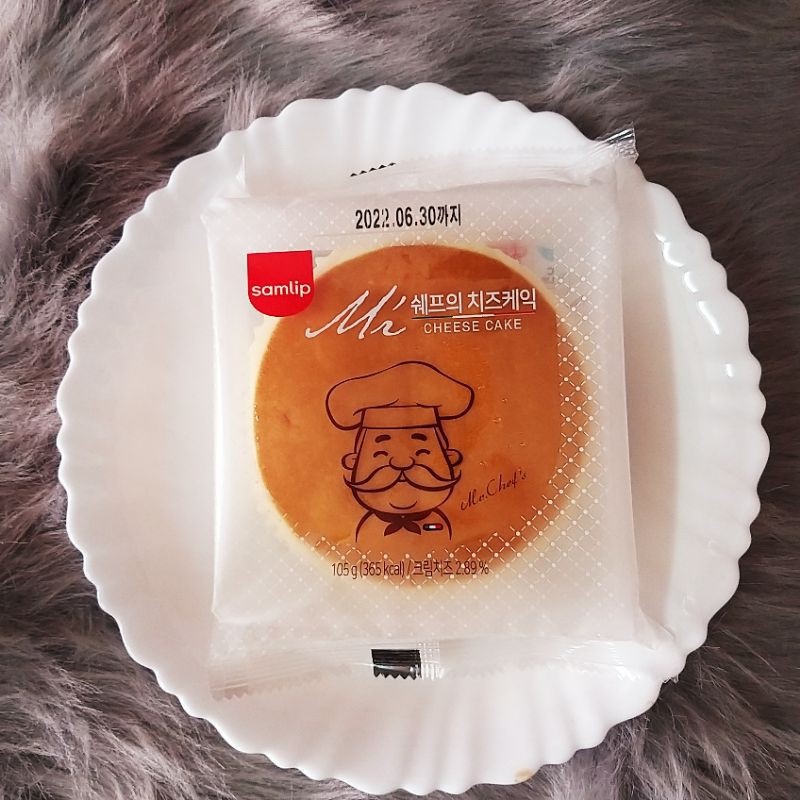 2022.06.30까지
samlip
Mr 쉐프의 치즈케익
CHEESE CAKE
Mr.Chef's
105 g (365 kcal) / 크림치즈 2.89 %